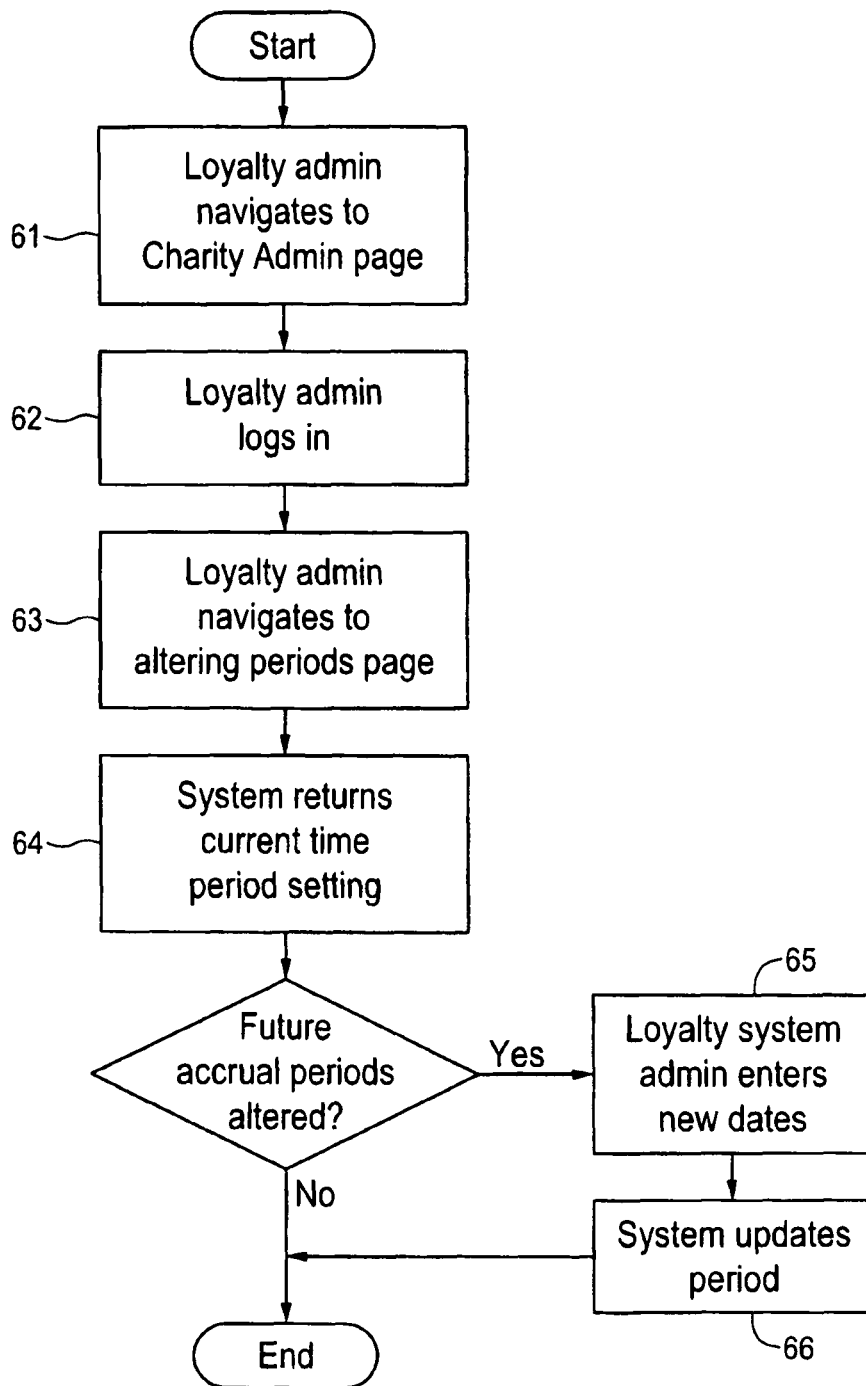 Start
61
Loyalty admin
navigates to
Charity Admin page
62
Loyalty admin
logs in
63
Loyalty admin
navigates to
altering periods page
64
System returns
current time
period setting
Future
accrual periods
altered?
Yes
65
Loyalty system
admin enters
new dates
No
System updates
period
66
End